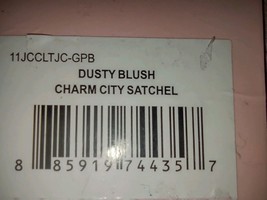 11JCCLTJC-GPB
DUSTY BLUSH
CHARM CITY SATCHEL
8 85919 74435 7